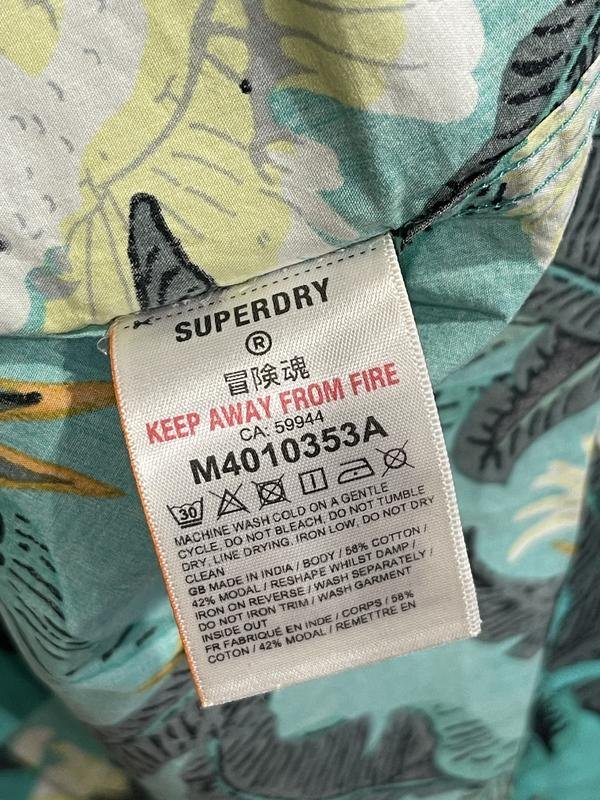 SUPERDRY
®
冒険魂
KEEP AWAY FROM FIRE
CA: 59944
M4010353A
30
MACHINE WASH COLD ON A GENTLE
CYCLE, DO NOT BLEACH, DO NOT TUMBLE
DRY, LINE DRYING, IRON LOW, DO NOT DRY
CLEAN
GB MADE IN INDIA / BODY / 58% COTTON /
42% MODAL / RESHAPE WHILST DAMP /
IRON ON REVERSE / WASH SEPARATELY /
DO NOT IRON TRIM / WASH GARMENT
INSIDE OUT
FR FABRIQUÉ EN INDE / CORPS / 58%
COTON / 42% MODAL / REMETTRE EN